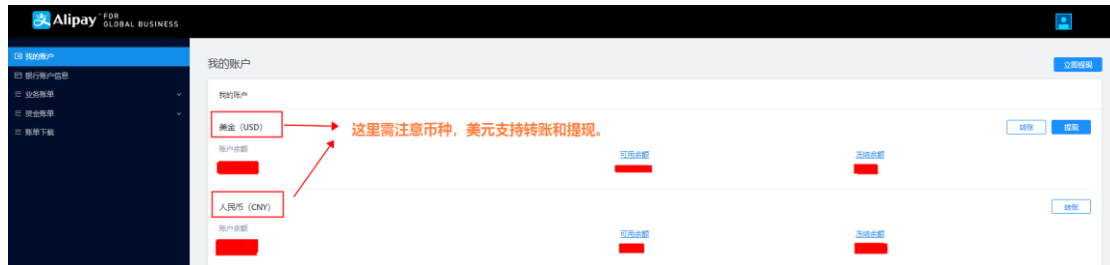 Alipay FOR GLOBAL BUSINESS
我的账户
银行账户信息
业务账单
资金账单
账单下载
我的账户
立即提现
我的账户
美金（USD）
这里需注意币种，美元支持转账和提现。
转账
提现
账户余额
可用余额
冻结余额
人民币（CNY）
转账
账户余额
可用余额
冻结余额